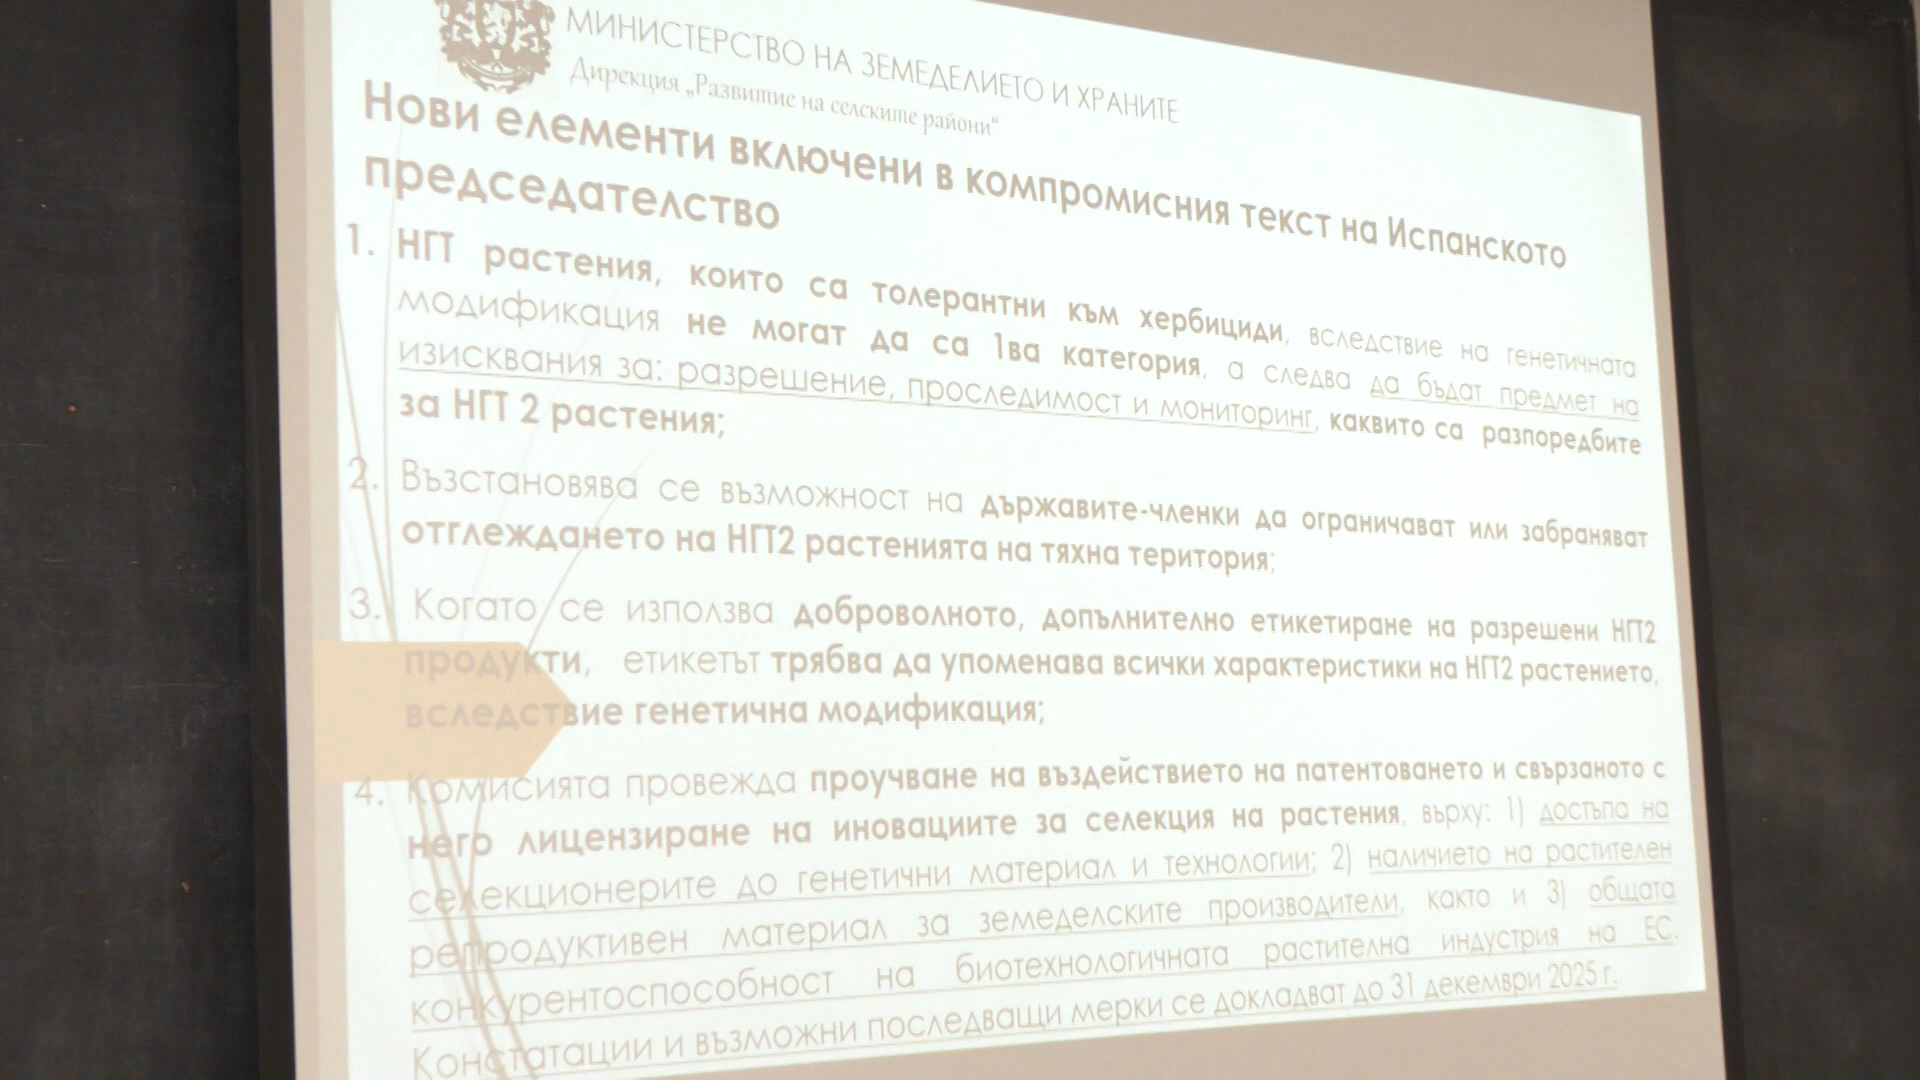 МИНИСТЕРСТВО НА ЗЕМЕДЕЛИЕТО И ХРАНИТЕ
Дирекция „Развитие на селските райони“
Нови елементи включени в компромисния текст на Испанското
председателство
1. НГТ растения, които са толерантни към хербициди, вследствие на генетичната
модификация не могат да са 1ва категория, а следва да бъдат предмет на
изисквания за: разрешение, проследимост и мониторинг, каквито са разпоредбите
за НГТ 2 растения;
2. Възстановява се възможност на държавите-членки да ограничават или забраняват
отглеждането на НГТ2 растенията на тяхна територия;
3. Когато се използва доброволното, допълнително етикетиране на разрешени НГТ2
продукти, етикетът трябва да упоменава всички характеристики на НГТ2 растението,
вследствие генетична модификация;
4. Комисията провежда проучване на въздействието на патентоването и свързаното с
него лицензиране на иновациите за селекция на растения, върху: 1) достъпа на
селекционерите до генетични материал и технологии; 2) наличието на растителен
репродуктивен материал за земеделските производители, както и 3) общата
конкурентоспособност на биотехнологичната растителна индустрия на ЕС.
Констатации и възможни последващи мерки се докладват до 31 декември 2025 г.